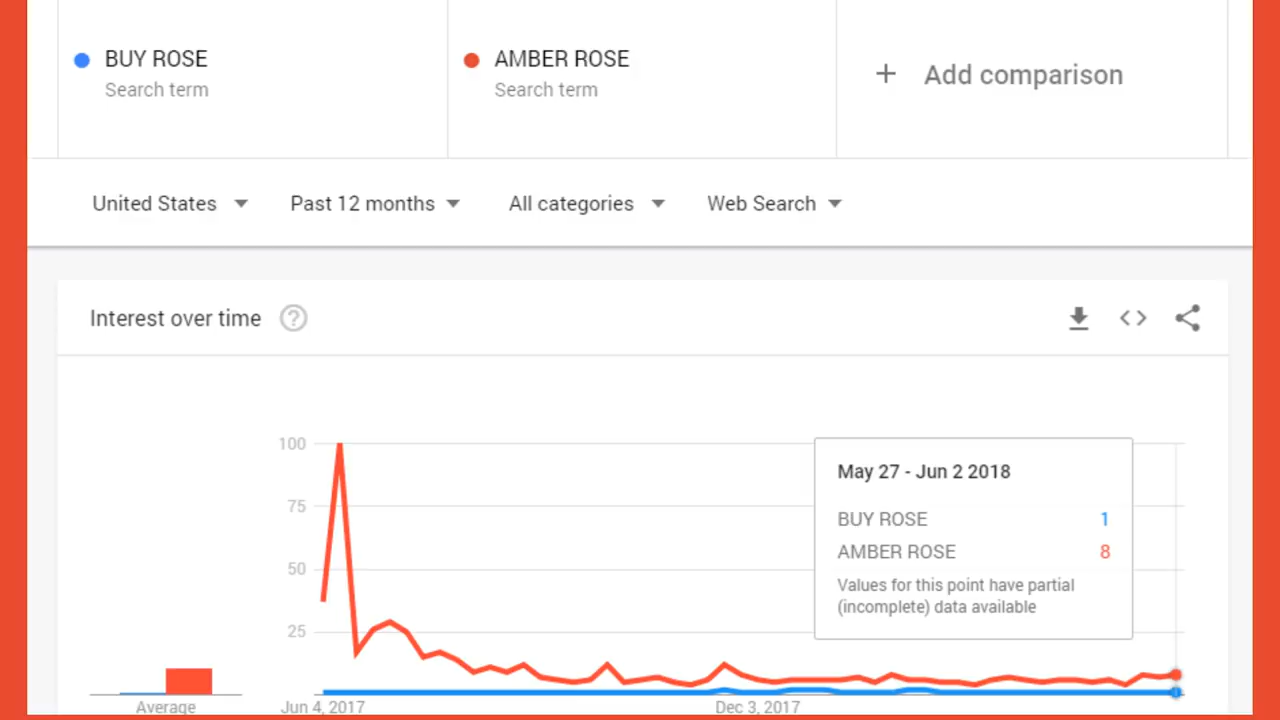 BUY ROSE
Search term
AMBER ROSE
Search term
+ Add comparison
United States
Past 12 months
All categories
Web Search
Interest over time ?
100
75
50
25
May 27 - Jun 2 2018
BUY ROSE 1
AMBER ROSE 8
Values for this point have partial
(incomplete) data available
Average
Jun 4, 2017
Dec 3, 2017